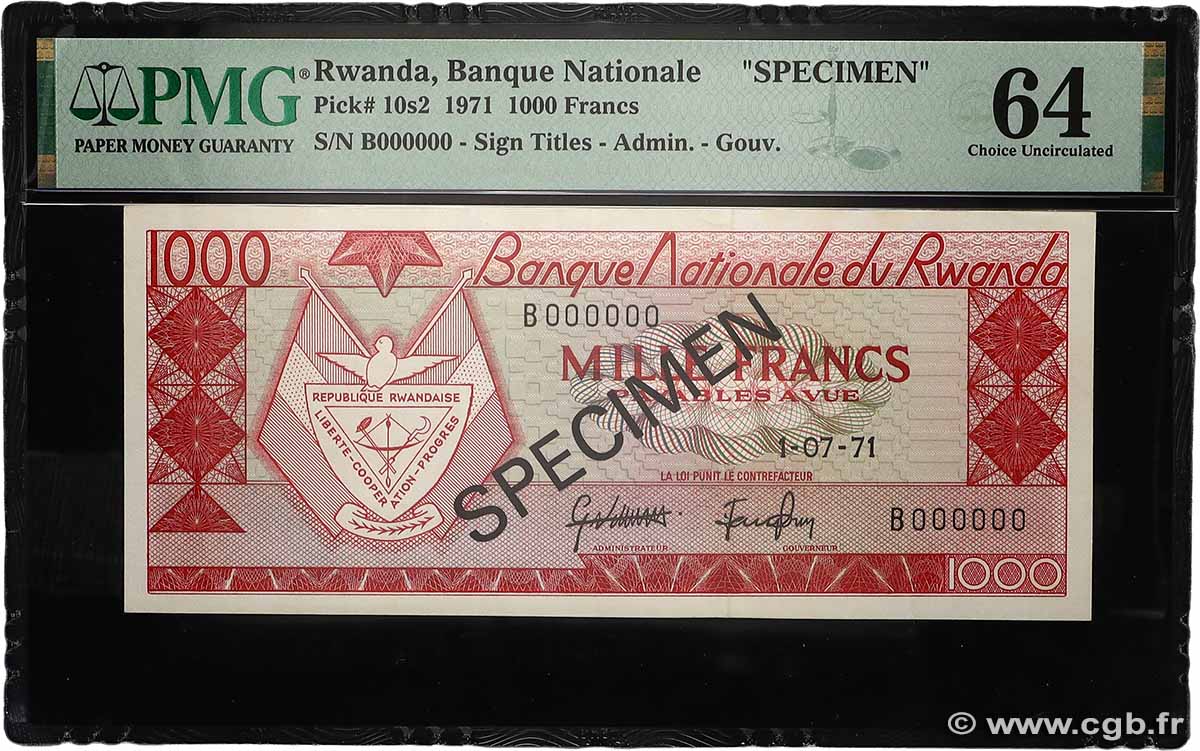 PMG® Rwanda, Banque Nationale "SPECIMEN" 64
Pick# 10s2 1971 1000 Francs
PAPER MONEY GUARANTY S/N B000000 - Sign Titles - Admin. - Gouv. Choice Uncirculated
1000 Banque Nationale du Rwanda
B000000
MILLE FRANCS
PAYABLES A VUE
SPECIMEN
REPUBLIQUE RWANDAISE
LIBERTE-COOPERATION-PROGRES
1-07-71
LA LOI PUNIT LE CONTREFACTEUR
B000000
ADMINISTRATEUR GOUVERNEUR
1000
© www.cgb.fr